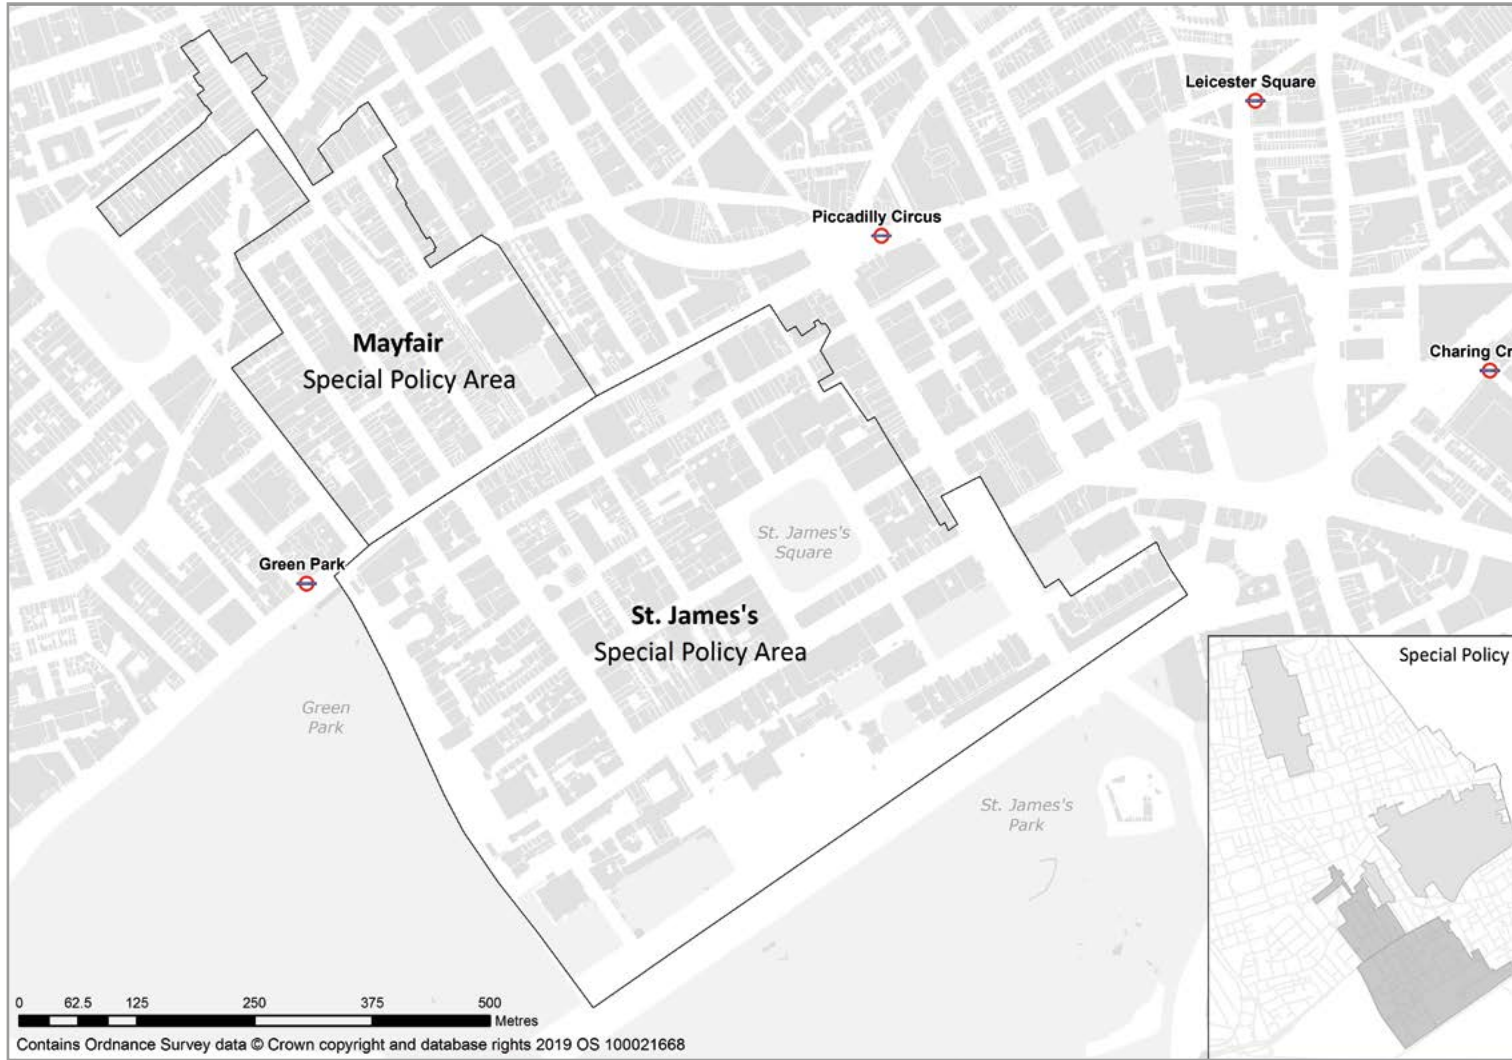 Leicester Square
Piccadilly Circus
Mayfair
Special Policy Area
Charing Cr
St. James's
Square
Green Park
St. James's
Special Policy Area
Green
Park
St. James's
Park
Special Policy
0 62.5 125 250 375 500
Metres
Contains Ordnance Survey data © Crown copyright and database rights 2019 OS 100021668